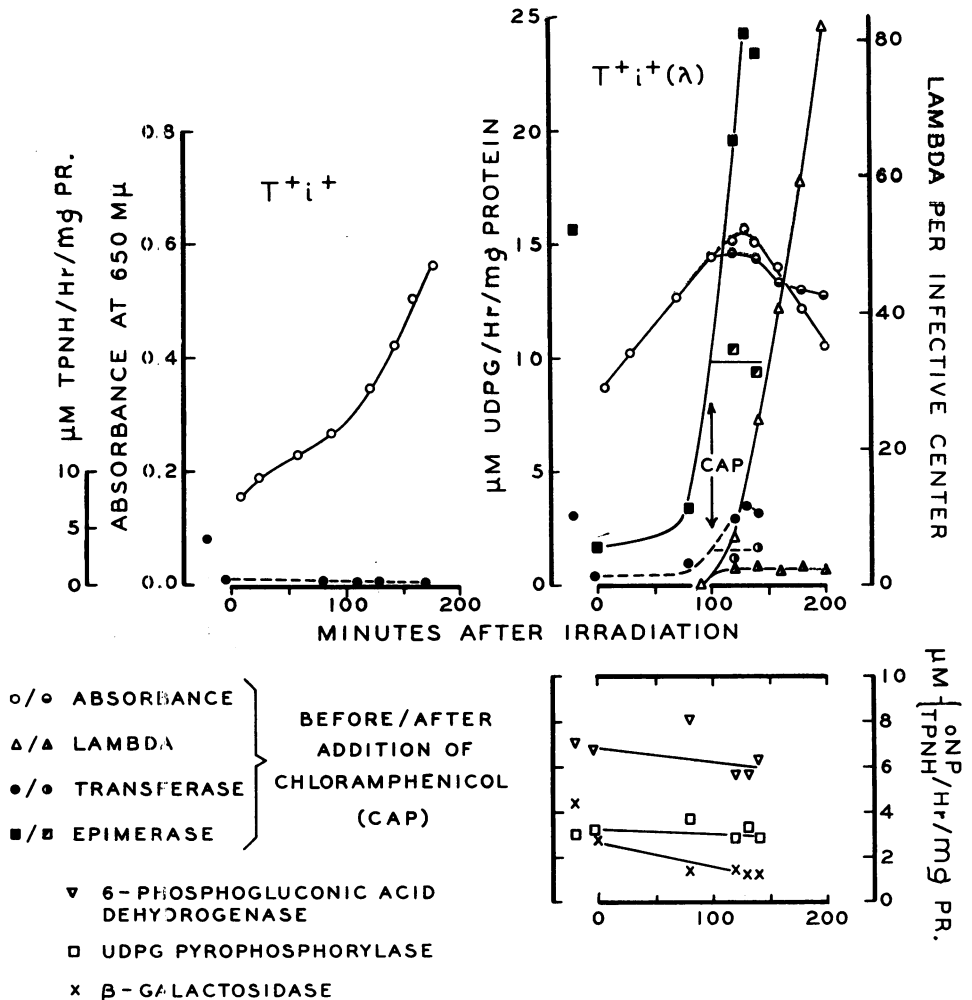 25
20
15
10
5
0
T+i+(λ)
80
60
40
20
0
0.8
0.6
0.4
0.2
0.0
T+i+
10
5
0
µM TPNH/Hr/mg PR.
ABSORBANCE AT 650 Mµ
µM UDPG/Hr/mg PROTEIN
LAMBDA PER INFECTIVE CENTER
CAP
0 100 200
0 100 200
MINUTES AFTER IRRADIATION
○/◒ ABSORBANCE
△/▲ LAMBDA
●/◑ TRANSFERASE
■/◪ EPIMERASE
BEFORE/AFTER
ADDITION OF
CHLORAMPHENICOL
(CAP)
6-PHOSPHOGLUCONIC ACID
DEHYDROGENASE
□ UDPG PYROPHOSPHORYLASE
x β-GALACTOSIDASE
10
8
6
4
2
0
0 100 200
µM {oNP
TPNH/Hr/mg PR.